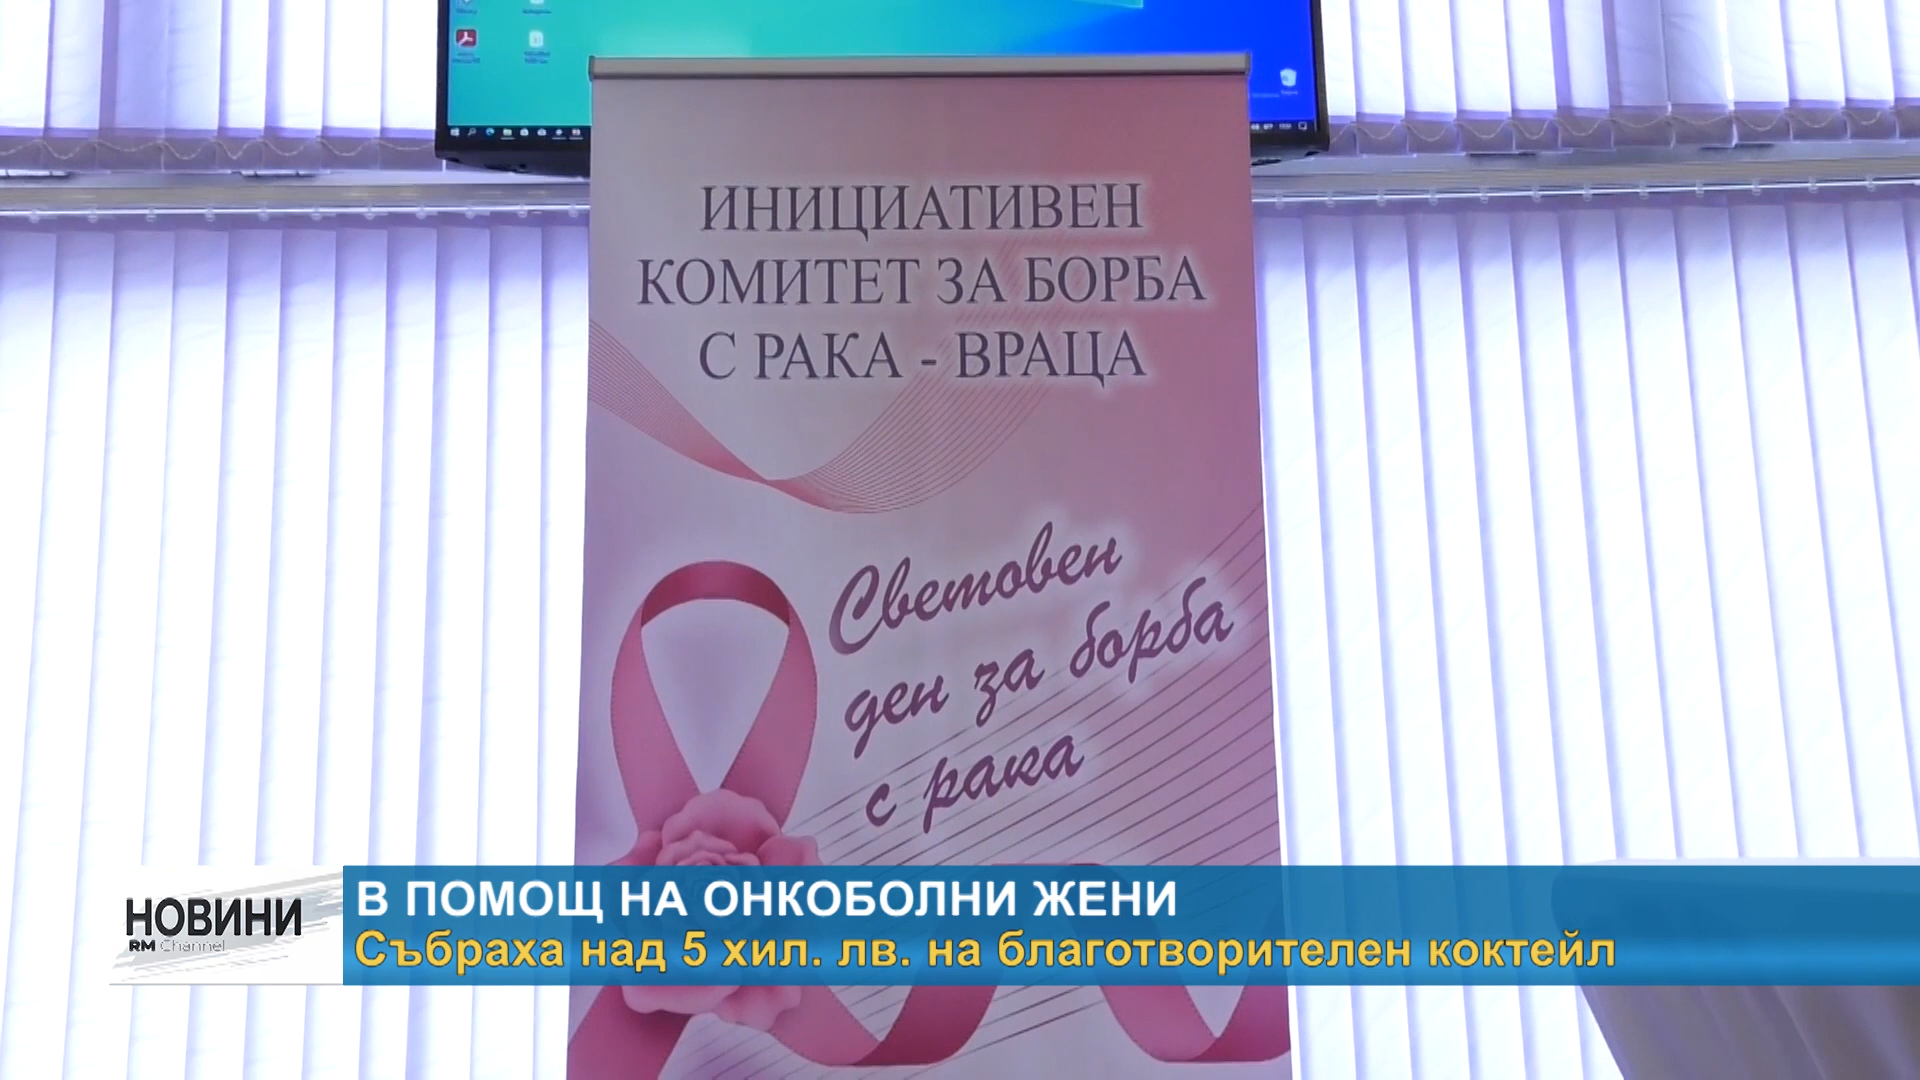 ИНИЦИАТИВЕН
КОМИТЕТ ЗА БОРБА
С РАКА - ВРАЦА
Световен
ден за борба
с рака
НОВИНИ
RM Channel
В ПОМОЩ НА ОНКОБОЛНИ ЖЕНИ
Събраха над 5 хил. лв. на благотворителен коктейл